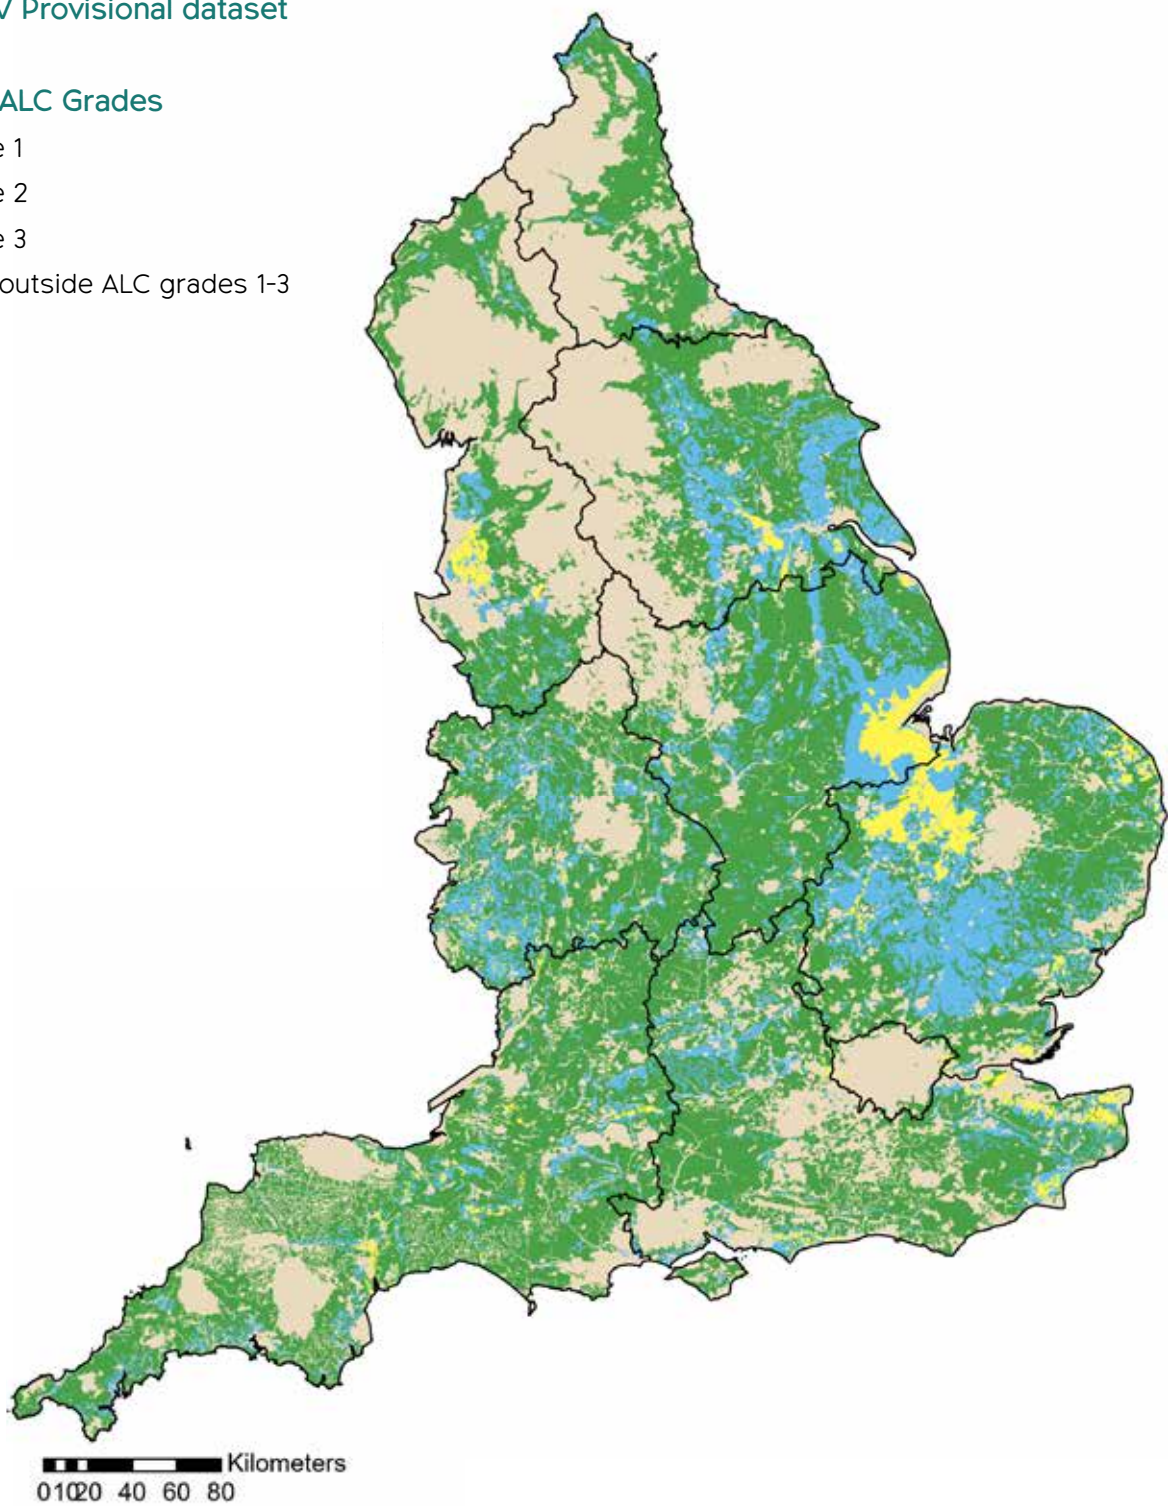 V Provisional dataset
ALC Grades
e 1
e 2
e 3
outside ALC grades 1-3
Kilometers
01020 40 60 80